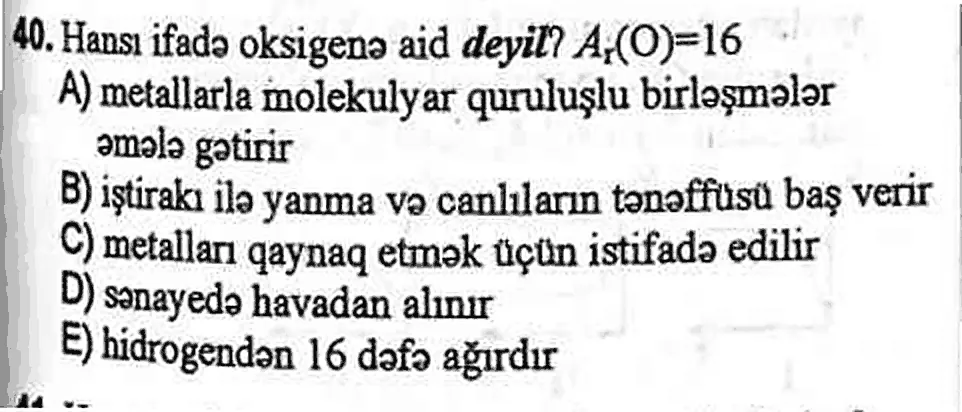 40. Hansı ifadə oksigenə aid deyil? Aᵣ(O)=16
A) metallarla molekulyar quruluşlu birləşmələr
əmələ gətirir
B) iştirakı ilə yanma və canlıların tənəffüsü baş verir
C) metalları qaynaq etmək üçün istifadə edilir
D) sənayedə havadan alınır
E) hidrogendən 16 dəfə ağırdır